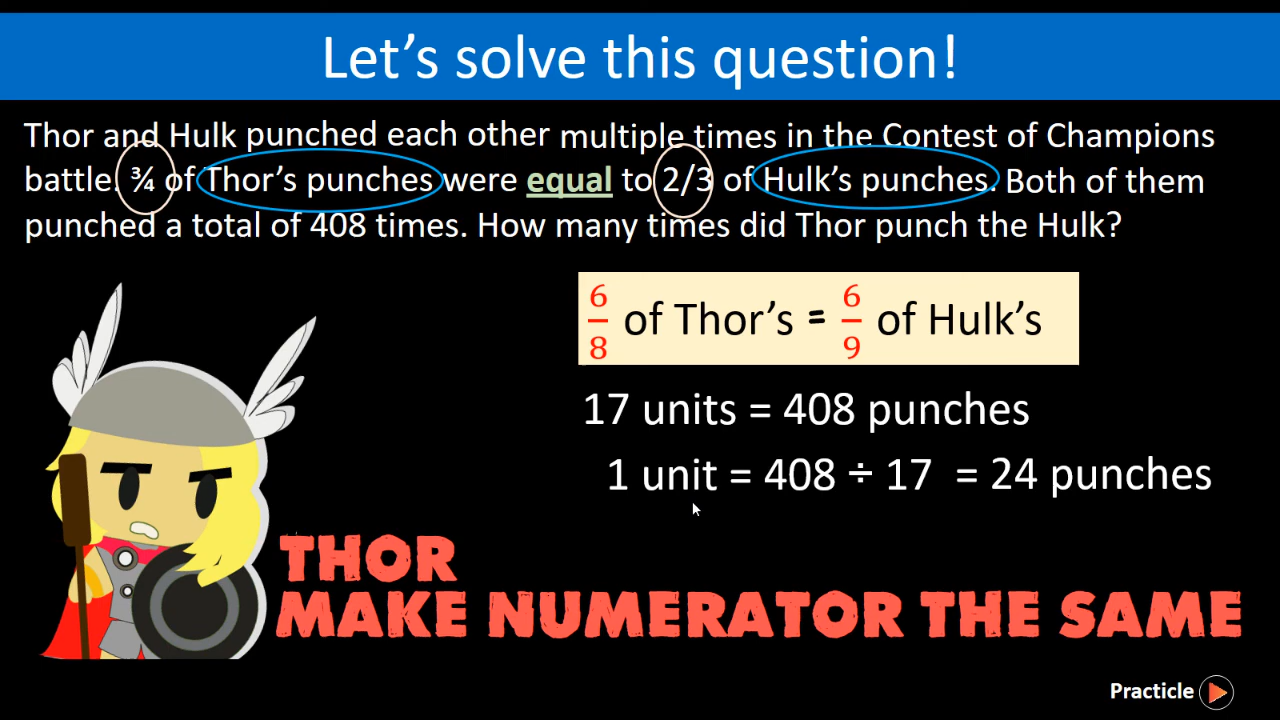 Let's solve this question!
Thor and Hulk punched each other multiple times in the Contest of Champions
battle. ¾ of Thor's punches were equal to 2/3 of Hulk's punches. Both of them
punched a total of 408 times. How many times did Thor punch the Hulk?
6/8 of Thor's = 6/9 of Hulk's
17 units = 408 punches
1 unit = 408 ÷ 17 = 24 punches
THOR
MAKE NUMERATOR THE SAME
Practicle